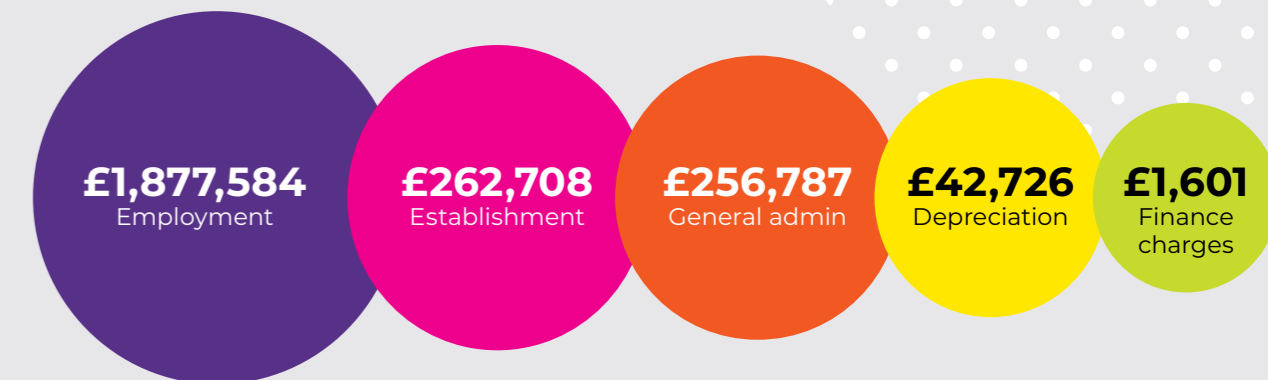 £1,877,584
Employment
£262,708
Establishment
£256,787
General admin
£42,726
Depreciation
£1,601
Finance
charges